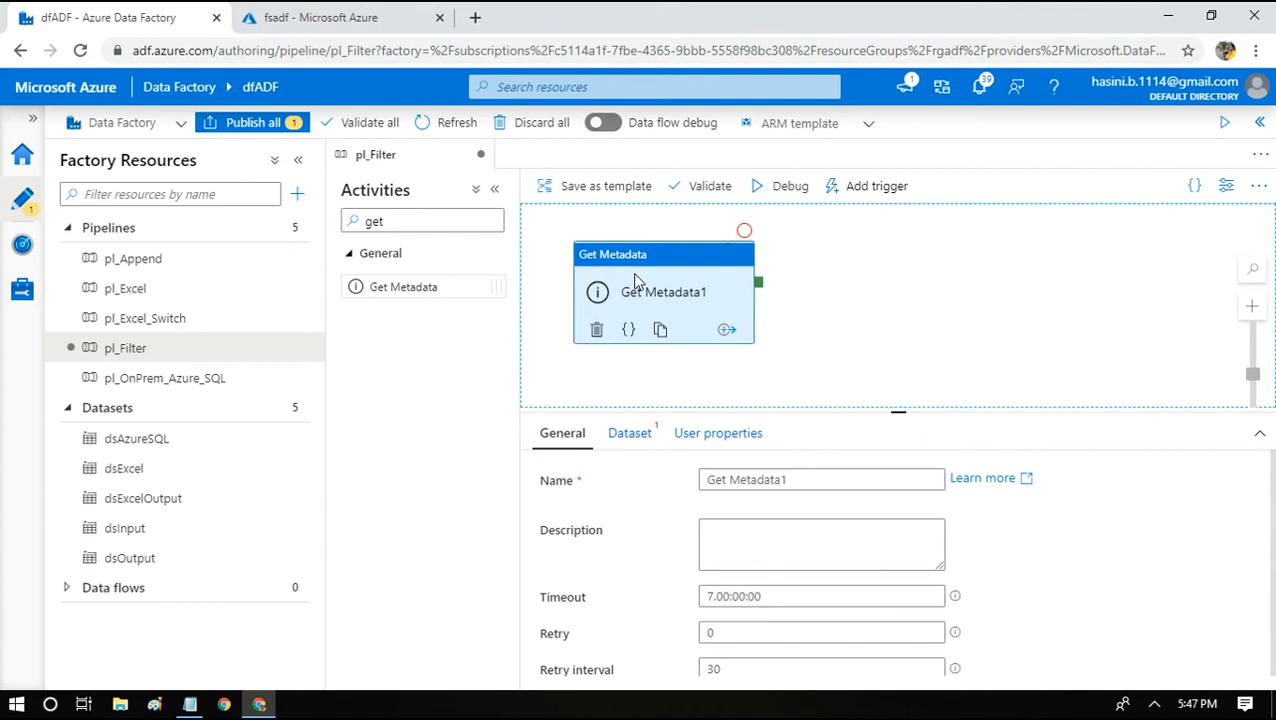 dfADF - Azure Data Factory
fsadf - Microsoft Azure
adf.azure.com/authoring/pipeline/pl_Filter?factory=%2Fsubscriptions%2Fc5114a1f-7fbe-4365-9bbb-5558f98bc308%2FresourceGroups%2Frgadf%2Fproviders%2FMicrosoft.DataF...
Microsoft Azure
Data Factory
dfADF
Search resources
1
39
hasini.b.1114@gmail.com
DEFAULT DIRECTORY
Data Factory
Publish all 1
Validate all
Refresh
Discard all
Data flow debug
ARM template
1
Factory Resources
Filter resources by name
Pipelines 5
pl_Append
pl_Excel
pl_Excel_Switch
pl_Filter
pl_OnPrem_Azure_SQL
Datasets 5
dsAzureSQL
dsExcel
dsExcelOutput
dsInput
dsOutput
Data flows 0
pl_Filter
Activities
get
General
Get Metadata
Save as template
Validate
Debug
Add trigger
Get Metadata
Get Metadata1
General
Dataset 1
User properties
Name *
Get Metadata1
Learn more
Description
Timeout
7.00:00:00
Retry
0
Retry interval
30
5:47 PM